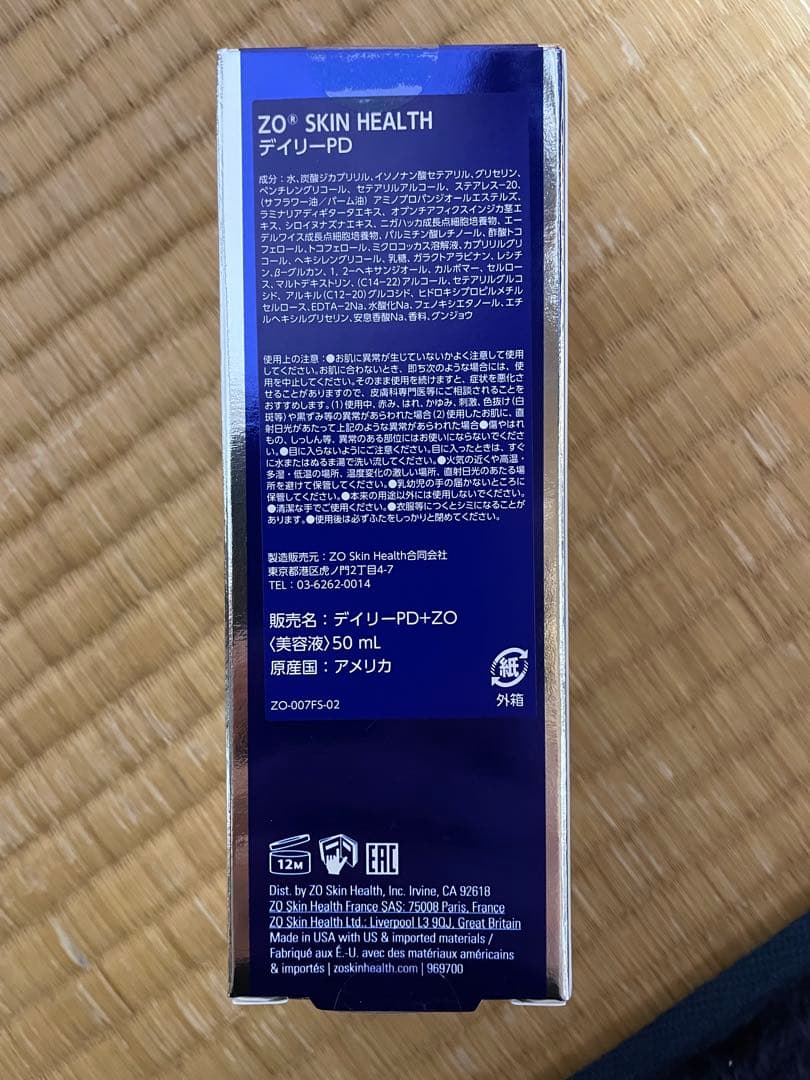 ZO® SKIN HEALTH
デイリーPD
成分：水、炭酸ジカプリリル、イソノナン酸セテアリル、グリセリン、
ペンチレングリコール、セテアリルアルコール、ステアレス-20、
(サフラワー油／パーム油) アミノプロパンジオールエステルズ、
ラミナリアディギタータエキス、オプンチアフィクスインジカ茎エ
キス、シロイヌナズナエキス、ニガハッカ成長点細胞培養物、エー
デルワイス成長点細胞培養物、パルミチン酸レチノール、酢酸トコ
フェロール、トコフェロール、ミクロコッカス溶解液、カプリリルグリ
コール、ヘキシレングリコール、乳糖、ガラクトアラビナン、レシチ
ン、β-グルカン、1, 2-ヘキサンジオール、カルボマー、セルロー
ス、マルトデキストリン、(C14-22)アルコール、セテアリルグルコ
シド、アルキル(C12-20)グルコシド、ヒドロキシプロピルメチル
セルロース、EDTA-2Na、水酸化Na、フェノキシエタノール、エチ
ルヘキシルグリセリン、安息香酸Na、香料、グンジョウ
使用上の注意：●お肌に異常が生じていないかよく注意して使用
してください。お肌に合わないとき、即ち次のような場合には、使
用を中止してください。そのまま使用を続けますと、症状を悪化さ
せることがありますので、皮膚科専門医等にご相談されることを
おすすめします。(1)使用中、赤み、はれ、かゆみ、刺激、色抜け(白
斑等)や黒ずみ等の異常があらわれた場合(2)使用したお肌に、直
射日光があたって上記のような異常があらわれた場合●傷やはれ
もの、しっしん等、異常のある部位にはお使いにならないでくださ
い。●目に入らないようにご注意ください。目に入ったときは、すぐ
に水またはぬるま湯で洗い流してください。●火気の近くや高温・
多湿・低温の場所、温度変化の激しい場所、直射日光のあたる場
所を避けて保管してください。●乳幼児の手の届かないところに
保管してください。●本来の用途以外には使用しないでください。
●清潔な手でご使用ください。●衣服等につくとシミになることが
あります。●使用後は必ずふたをしっかりと閉めてください。
製造販売元：ZO Skin Health合同会社
東京都港区虎ノ門2丁目4-7
TEL：03-6262-0014
販売名：デイリーPD+ZO
〈美容液〉50 mL
原産国：アメリカ
紙
外箱
ZO-007FS-02
12M
EAC
Dist. by ZO Skin Health, Inc. Irvine, CA 92618
ZO Skin Health France SAS: 75008 Paris, France
ZO Skin Health Ltd.: Liverpool L3 9QJ, Great Britain
Made in USA with US & imported materials /
Fabriqué aux É.-U. avec des matériaux américains
& importés | zoskinhealth.com | 969700